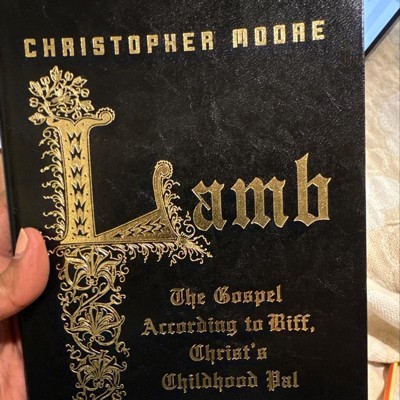 CHRISTOPHER MOORE
Lamb
The Gospel
According to Biff,
Christ's
Childhood Pal